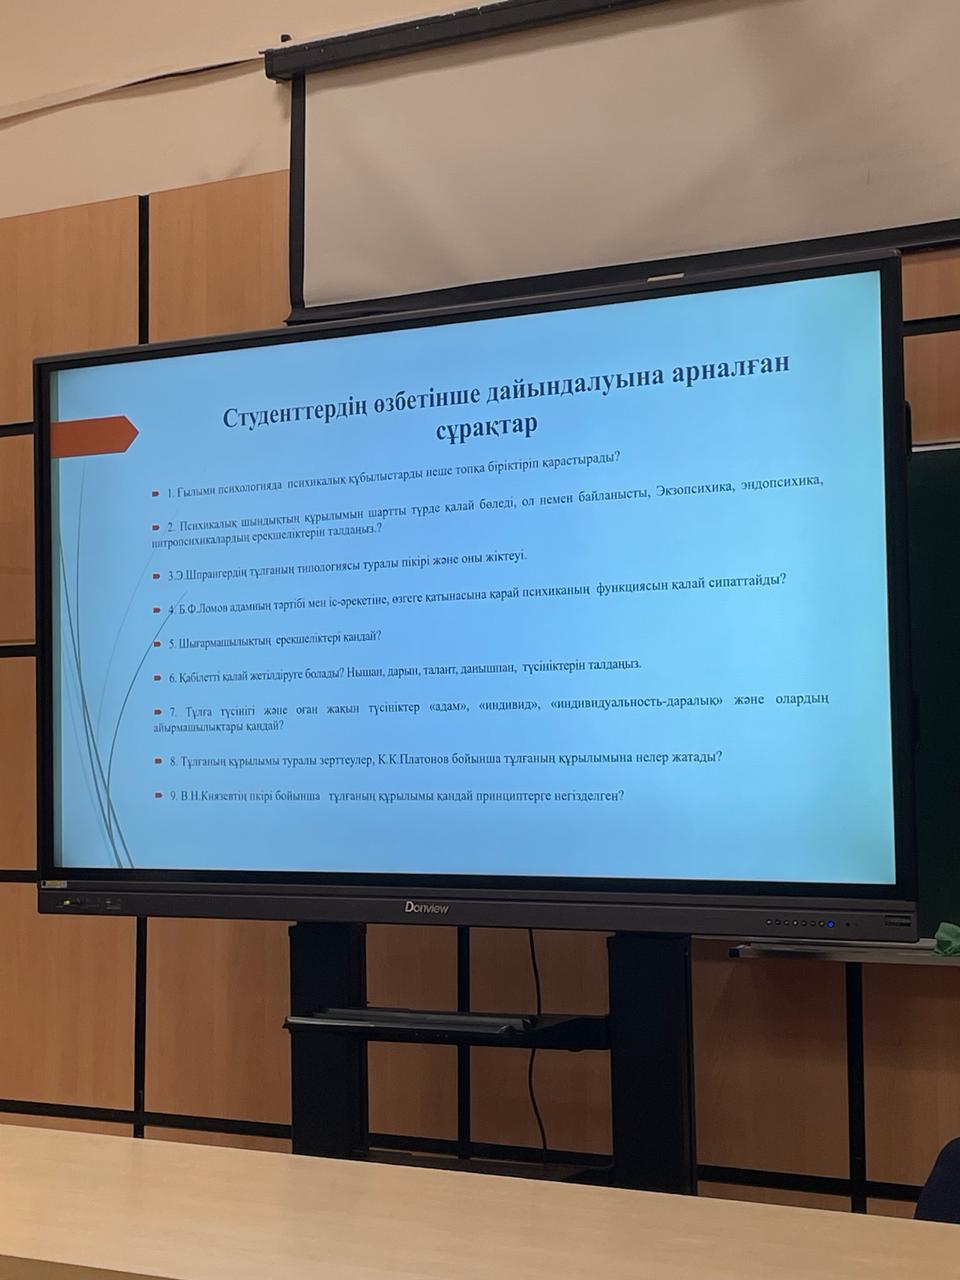 Студенттердің өзбетінше дайындалуына арналған
сұрақтар
1. Ғылыми психологияда психикалық құбылыстарды неше топқа біріктіріп қарастырады?
2. Психикалық шындықтың құрылымын шартты түрде қалай бөледі, ол немен байланысты, Экзопсихика, эндопсихика,
интропсихикалардың ерекшеліктерін талдаңыз.?
3.Э.Шпрангердің тұлғаның типологиясы туралы пікірі және оны жіктеуі.
4. Б.Ф.Ломов адамның тәртібі мен іс-әрекетіне, өзгеге қатынасына қарай психиканың функциясын қалай сипаттайды?
5. Шығармашылықтың ерекшеліктері қандай?
6. Қабілетті қалай жетілдіруге болады? Нышан, дарын, талант, данышпан, түсініктерін талдаңыз.
7. Тұлға түсінігі және оған жақын түсініктер «адам», «индивид», «индивидуальность-даралық» және олардың
айырмашылықтары қандай?
8. Тұлғаның құрылымы туралы зерттеулер, К.К.Платонов бойынша тұлғаның құрылымына нелер жатады?
9. В.Н.Князевтің пкірі бойынша тұлғаның құрылымы қандай принциптерге негізделген?
Donview